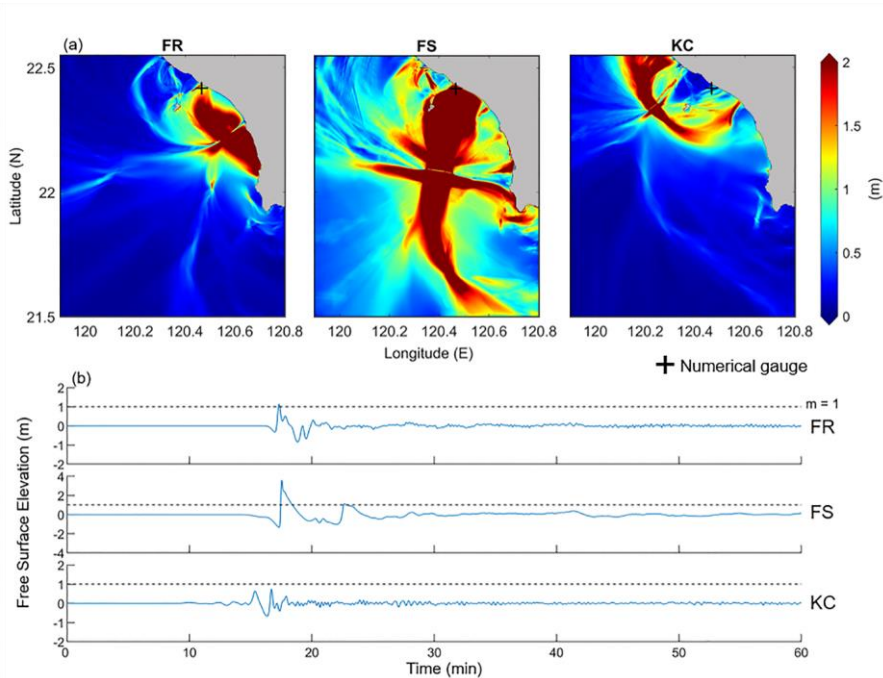 (a)
FR
FS
KC
Latitude (N)
22.5
22
21.5
120 120.2 120.4 120.6 120.8
120 120.2 120.4 120.6 120.8
120 120.2 120.4 120.6 120.8
Longitude (E)
2
1.5
1
0.5
0
(m)
+ Numerical gauge
(b)
Free Surface Elevation (m)
2
1
0
-1
-2
m = 1
FR
4
2
0
-2
4
FS
2
1
0
-1
-2
KC
0 10 20 30 40 50 60
Time (min)